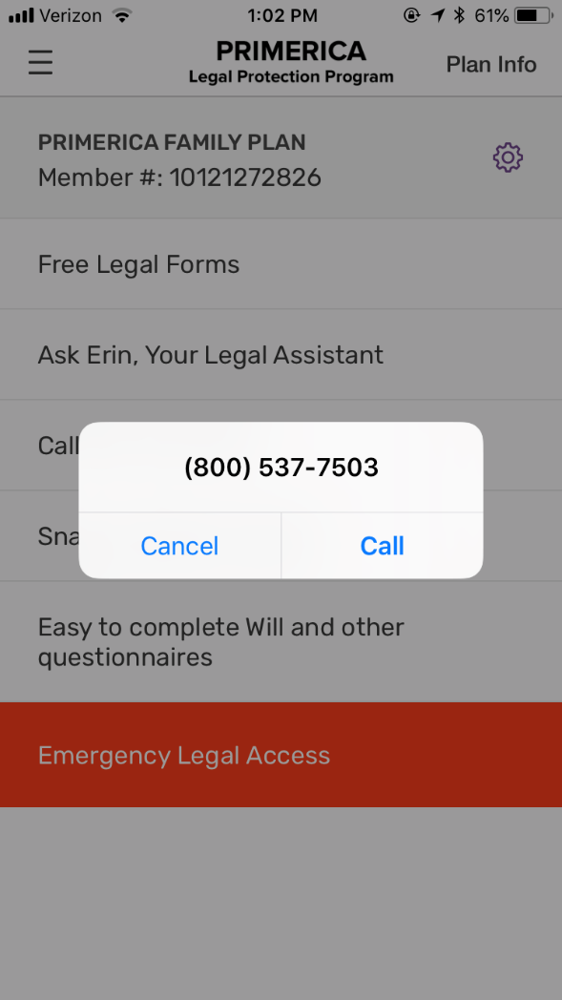 Verizon 1:02 PM 61%
PRIMERICA
Legal Protection Program
Plan Info
PRIMERICA FAMILY PLAN
Member #: 10121272826
Free Legal Forms
Ask Erin, Your Legal Assistant
Call
(800) 537-7503
Sna
Cancel Call
Easy to complete Will and other
questionnaires
Emergency Legal Access